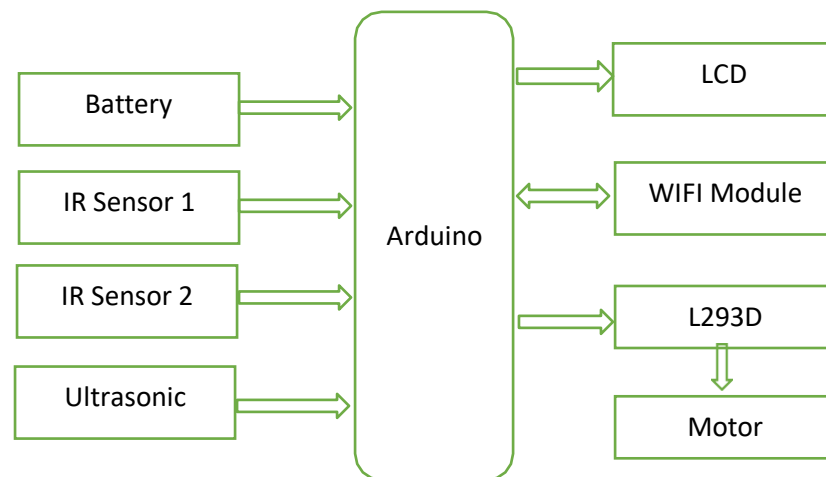 Battery
IR Sensor 1
IR Sensor 2
Ultrasonic
Arduino
LCD
WIFI Module
L293D
Motor